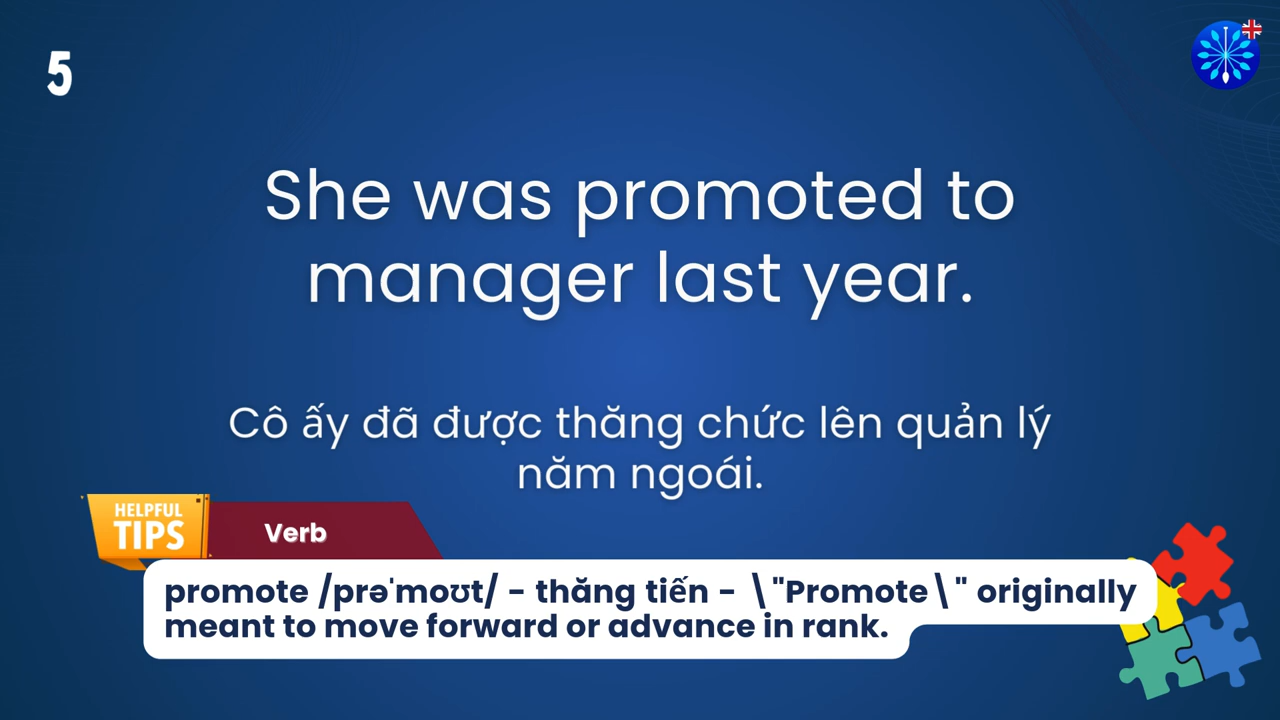 5
She was promoted to
manager last year.
Cô ấy đã được thăng chức lên quản lý
năm ngoái.
HELPFUL
TIPS
Verb
promote /prəˈmoʊt/ - thăng tiến - \"Promote\" originally
meant to move forward or advance in rank.